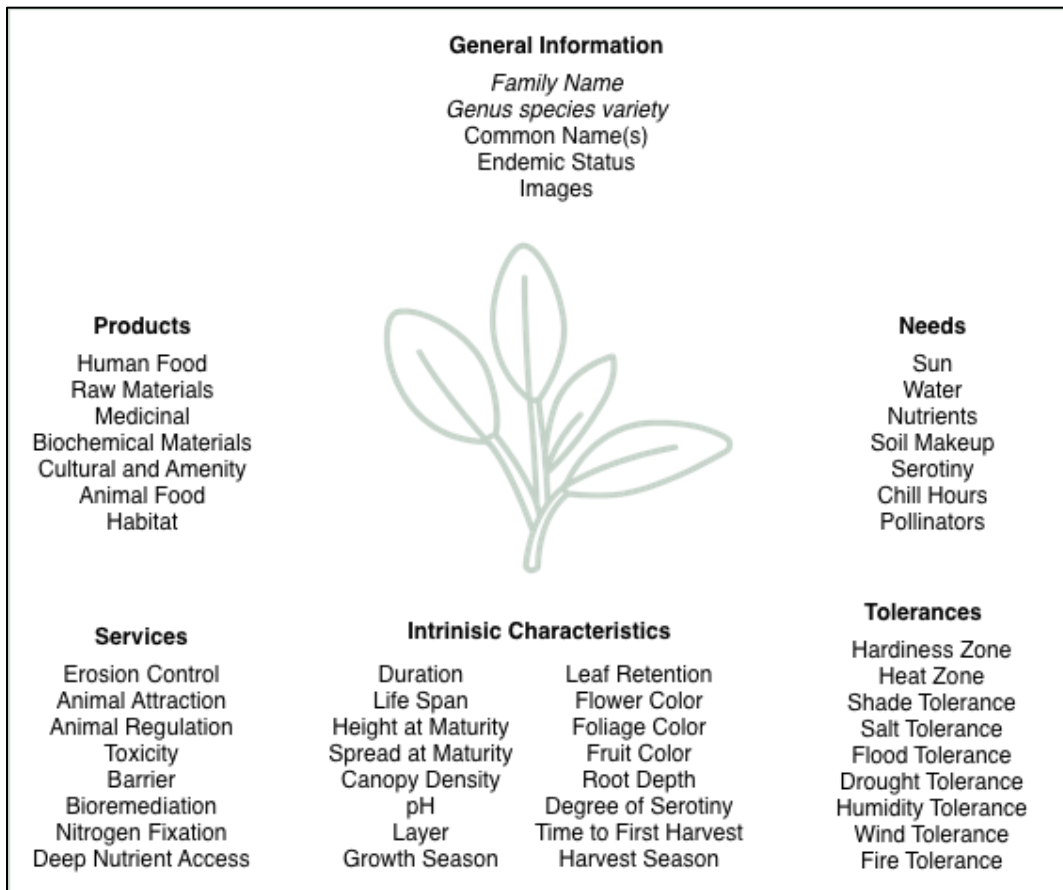 General Information
Family Name
Genus species variety
Common Name(s)
Endemic Status
Images
Products
Human Food
Raw Materials
Medicinal
Biochemical Materials
Cultural and Amenity
Animal Food
Habitat
Needs
Sun
Water
Nutrients
Soil Makeup
Serotiny
Chill Hours
Pollinators
Services
Erosion Control
Animal Attraction
Animal Regulation
Toxicity
Barrier
Bioremediation
Nitrogen Fixation
Deep Nutrient Access
Intrinisic Characteristics
Duration
Life Span
Height at Maturity
Spread at Maturity
Canopy Density
pH
Layer
Growth Season
Leaf Retention
Flower Color
Foliage Color
Fruit Color
Root Depth
Degree of Serotiny
Time to First Harvest
Harvest Season
Tolerances
Hardiness Zone
Heat Zone
Shade Tolerance
Salt Tolerance
Flood Tolerance
Drought Tolerance
Humidity Tolerance
Wind Tolerance
Fire Tolerance